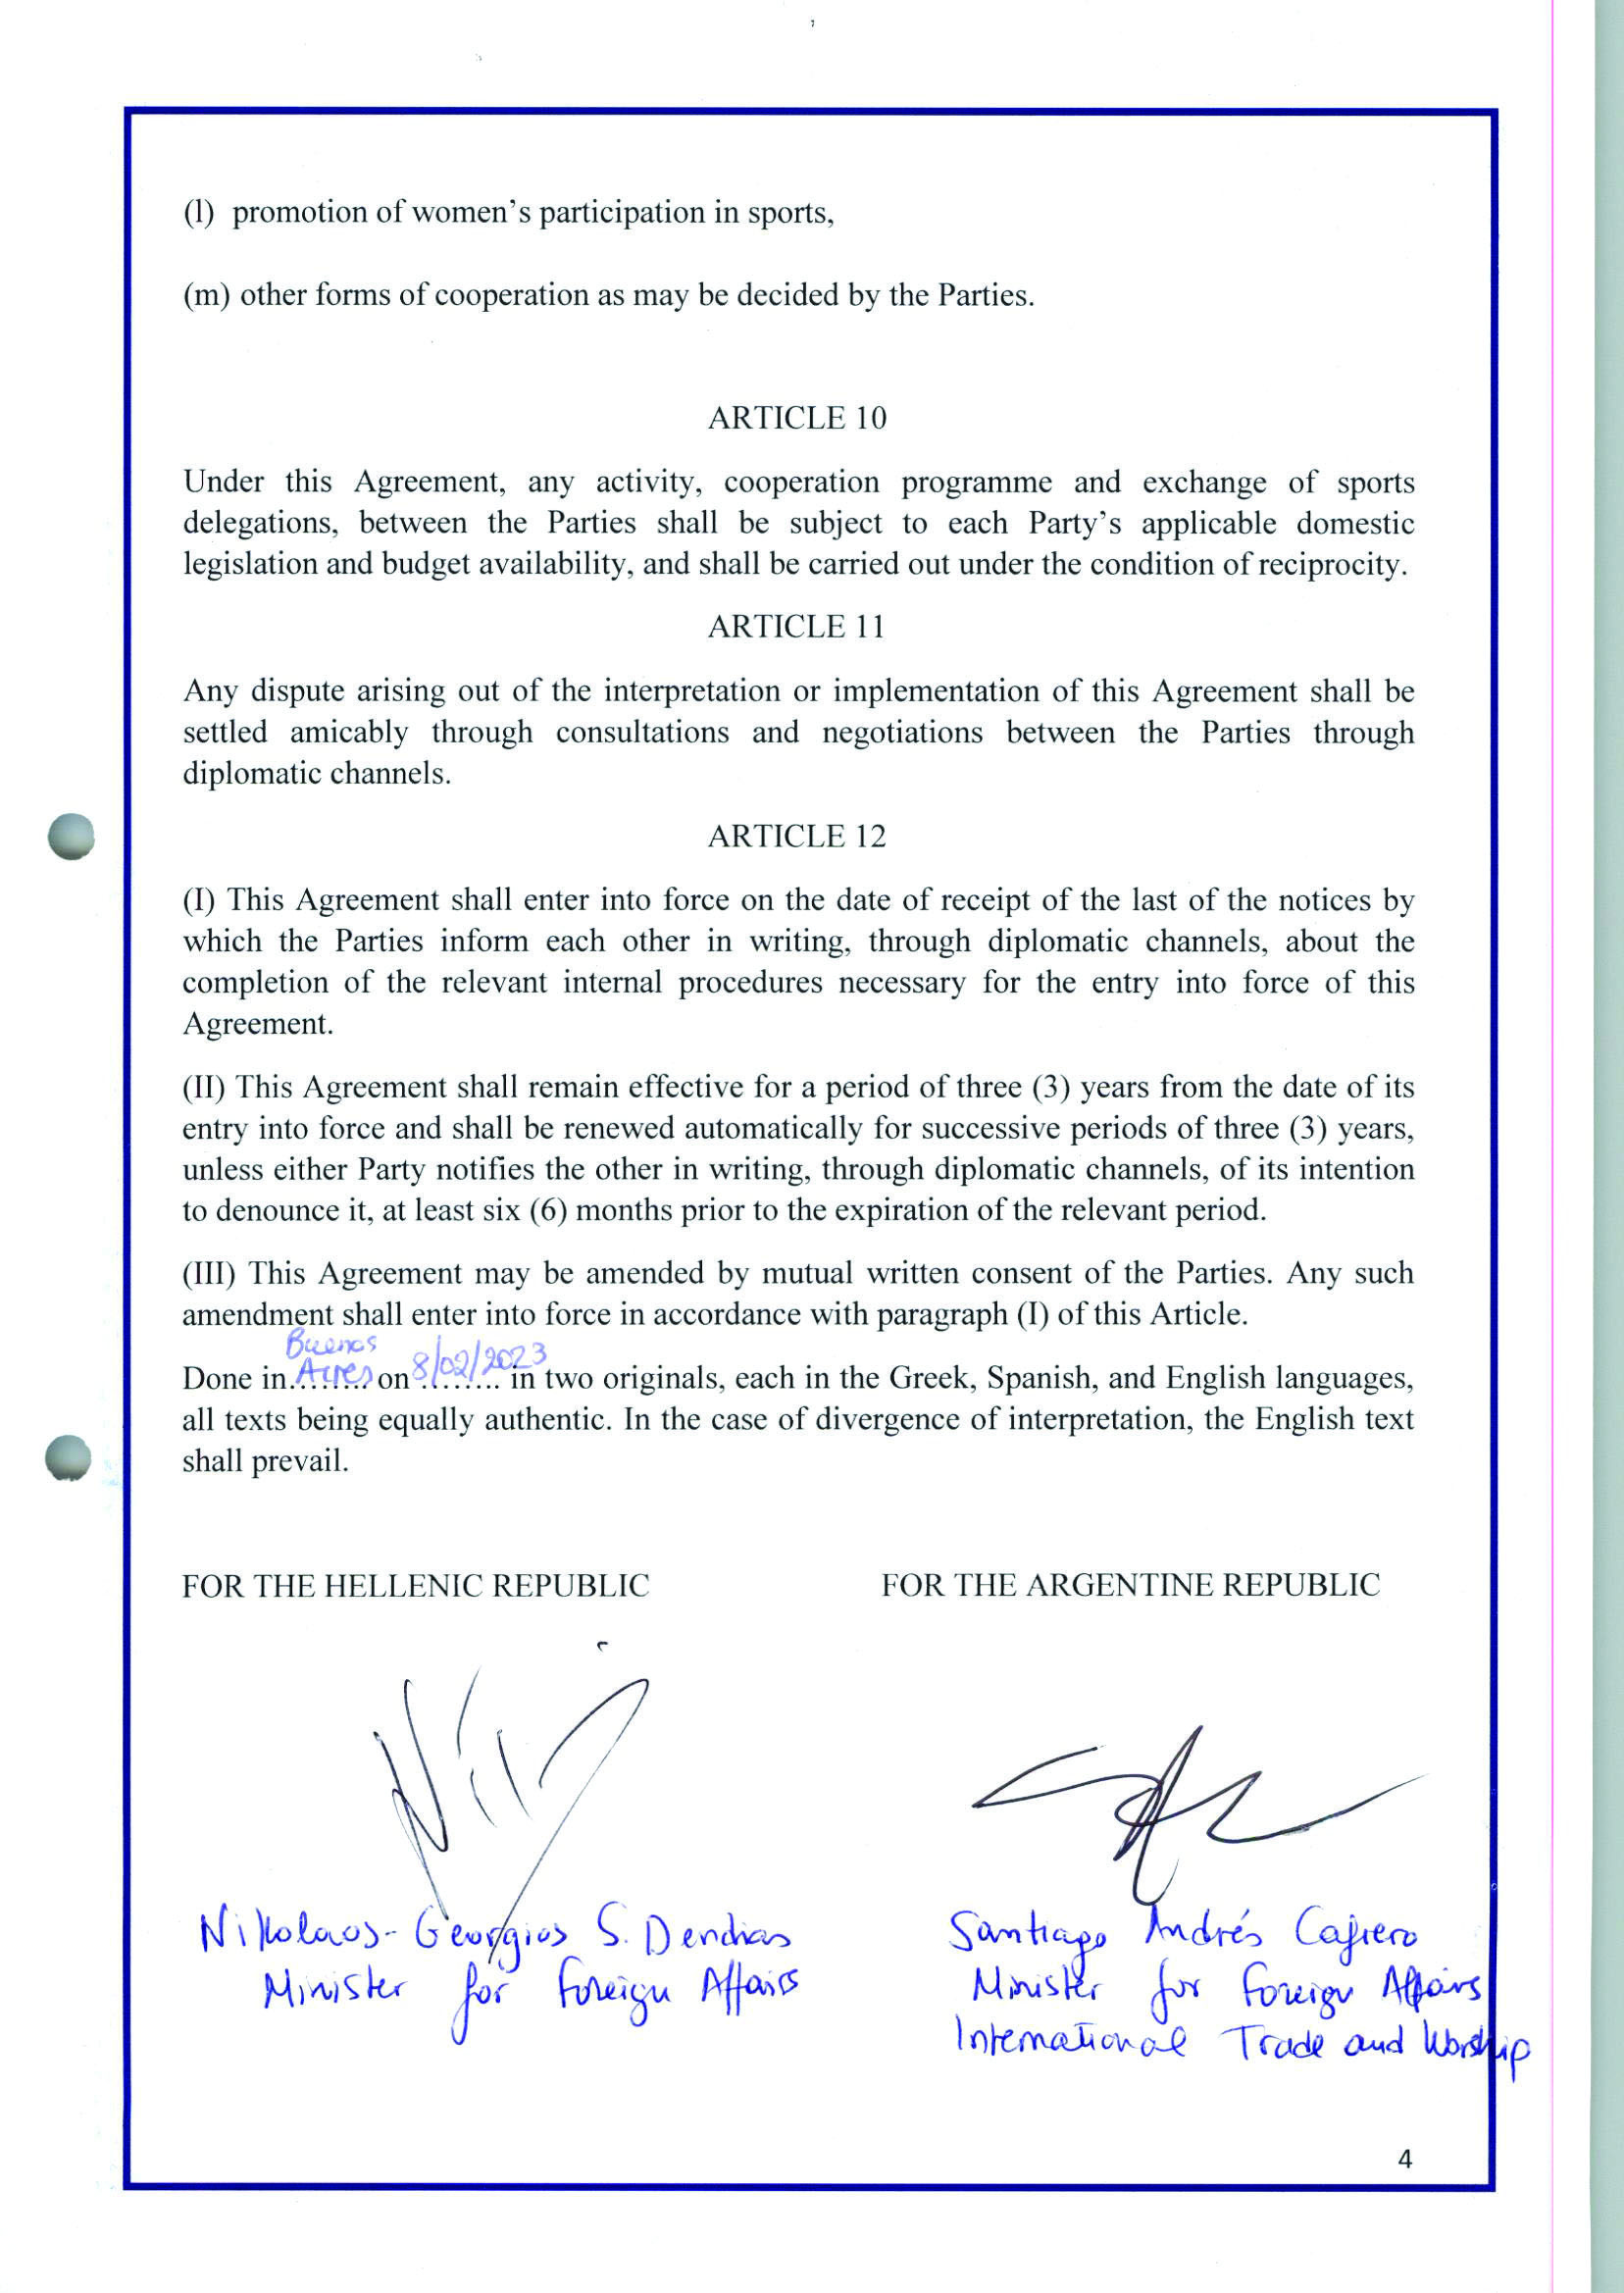 (l) promotion of women's participation in sports,
(m) other forms of cooperation as may be decided by the Parties.
ARTICLE 10
Under this Agreement, any activity, cooperation programme and exchange of sports
delegations, between the Parties shall be subject to each Party's applicable domestic
legislation and budget availability, and shall be carried out under the condition of reciprocity.
ARTICLE 11
Any dispute arising out of the interpretation or implementation of this Agreement shall be
settled amicably through consultations and negotiations between the Parties through
diplomatic channels.
ARTICLE 12
(I) This Agreement shall enter into force on the date of receipt of the last of the notices by
which the Parties inform each other in writing, through diplomatic channels, about the
completion of the relevant internal procedures necessary for the entry into force of this
Agreement.
(II) This Agreement shall remain effective for a period of three (3) years from the date of its
entry into force and shall be renewed automatically for successive periods of three (3) years,
unless either Party notifies the other in writing, through diplomatic channels, of its intention
to denounce it, at least six (6) months prior to the expiration of the relevant period.
(III) This Agreement may be amended by mutual written consent of the Parties. Any such
amendment shall enter into force in accordance with paragraph (I) of this Article.
Buenos
Done in Aires on 8/02/2023 in two originals, each in the Greek, Spanish, and English languages,
all texts being equally authentic. In the case of divergence of interpretation, the English text
shall prevail.
FOR THE HELLENIC REPUBLIC FOR THE ARGENTINE REPUBLIC
Nikolaos-Georgios S. Dendias Santiago Andrés Cafiero
Minister for Foreign Affairs Minister for Foreign Affairs
International Trade and Worship
4